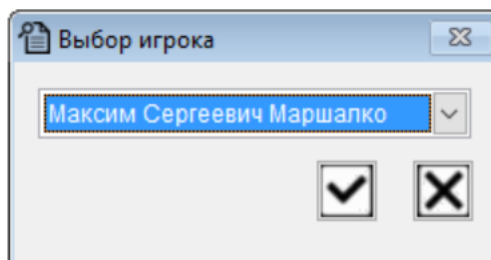 Выбор игрока
Максим Сергеевич Маршалко